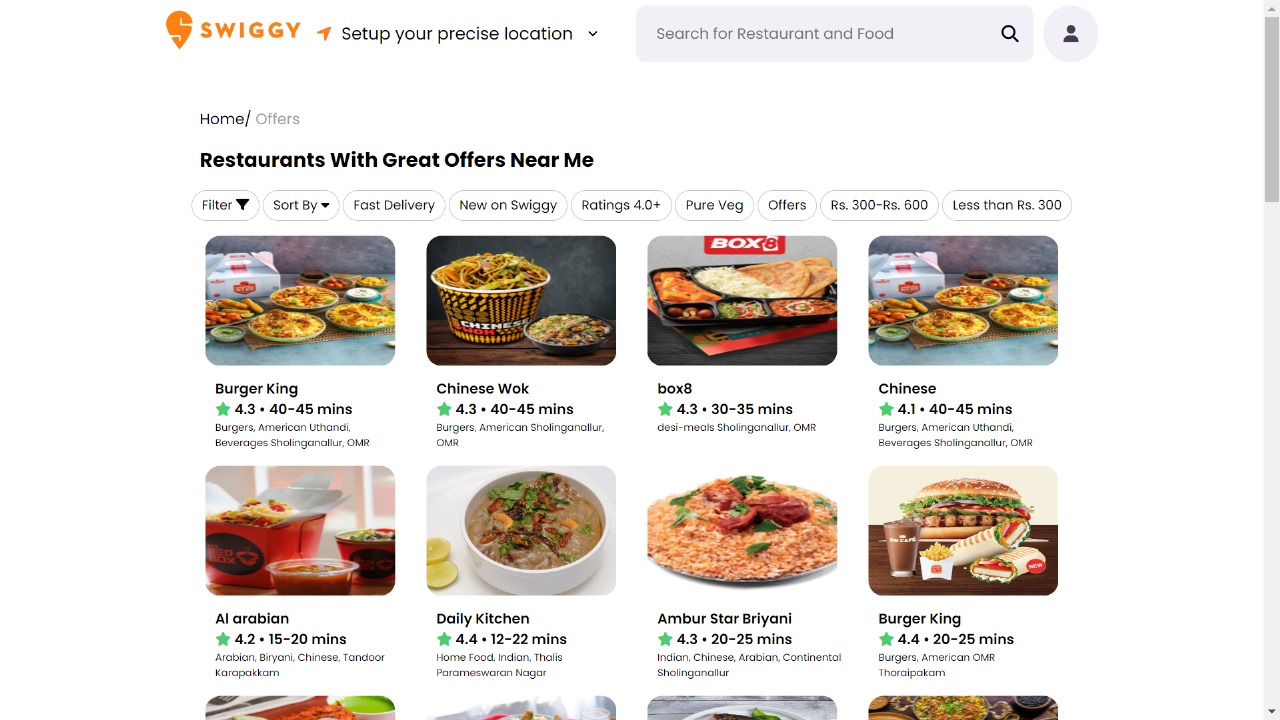 SWIGGY
Setup your precise location
Search for Restaurant and Food
Home/ Offers
Restaurants With Great Offers Near Me
Filter
Sort By
Fast Delivery
New on Swiggy
Ratings 4.0+
Pure Veg
Offers
Rs. 300-Rs. 600
Less than Rs. 300
CHINESE
WOK
BOX8
Burger King
4.3 • 40-45 mins
Burgers, American Uthandi,
Beverages Sholinganallur, OMR
Chinese Wok
4.3 • 40-45 mins
Burgers, American Sholinganallur,
OMR
box8
4.3 • 30-35 mins
desi-meals Sholinganallur, OMR
Chinese
4.1 • 40-45 mins
Burgers, American Uthandi,
Beverages Sholinganallur, OMR
RED
BOX
BK CAFE
NEW
Al arabian
4.2 • 15-20 mins
Arabian, Biryani, Chinese, Tandoor
Karapakkam
Daily Kitchen
4.4 • 12-22 mins
Home Food, Indian, Thalis
Parameswaran Nagar
Ambur Star Briyani
4.3 • 20-25 mins
Indian, Chinese, Arabian, Continental
Sholinganallur
Burger King
4.4 • 20-25 mins
Burgers, American OMR
Thoraipakam